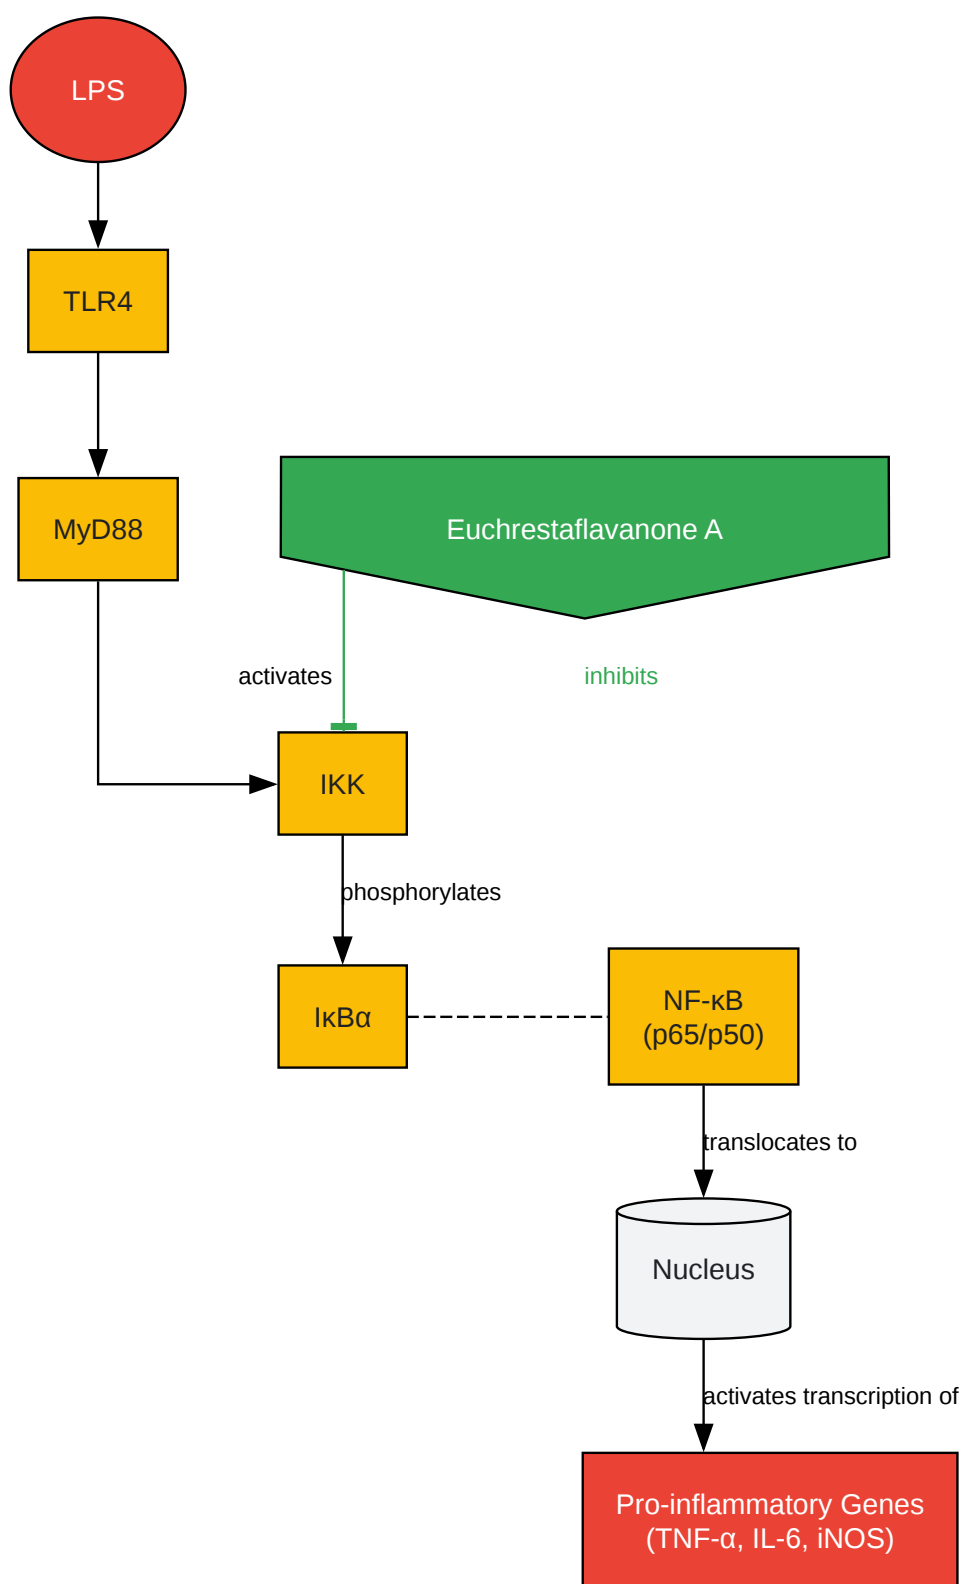 LPS
TLR4
MyD88
Euchrestaflavanone A
activates
inhibits
IKK
phosphorylates
IκBα
NF-κB
(p65/p50)
translocates to
Nucleus
activates transcription of
Pro-inflammatory Genes
(TNF-α, IL-6, iNOS)